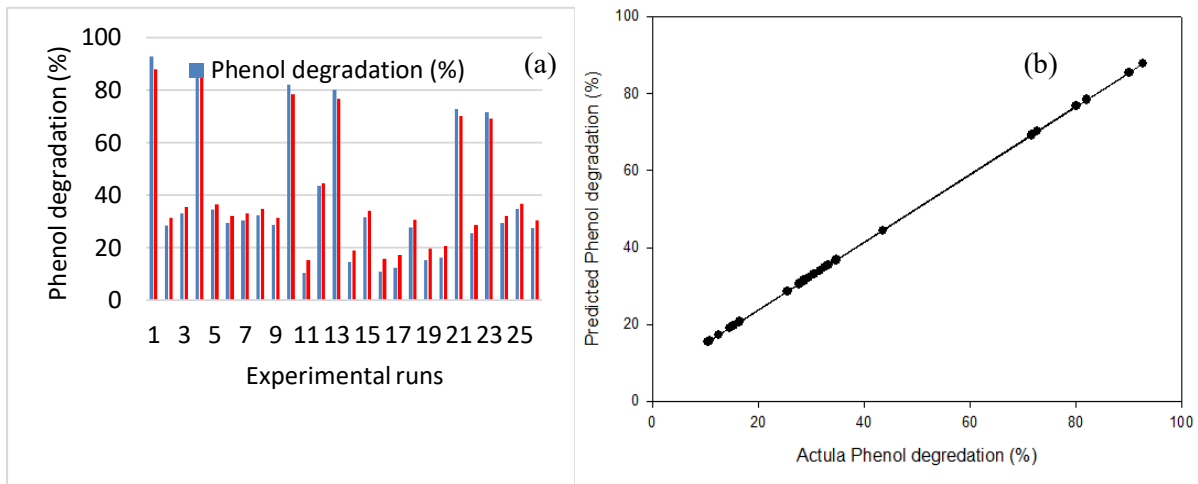 Phenol degradation (%)
100
80
60
40
20
0
Phenol degradation (%)
(a)
1 3 5 7 9 11 13 15 17 19 21 23 25
Experimental runs
Predicted Phenol degradation (%)
100
80
60
40
20
0
(b)
0 20 40 60 80 100
Actula Phenol degredation (%)